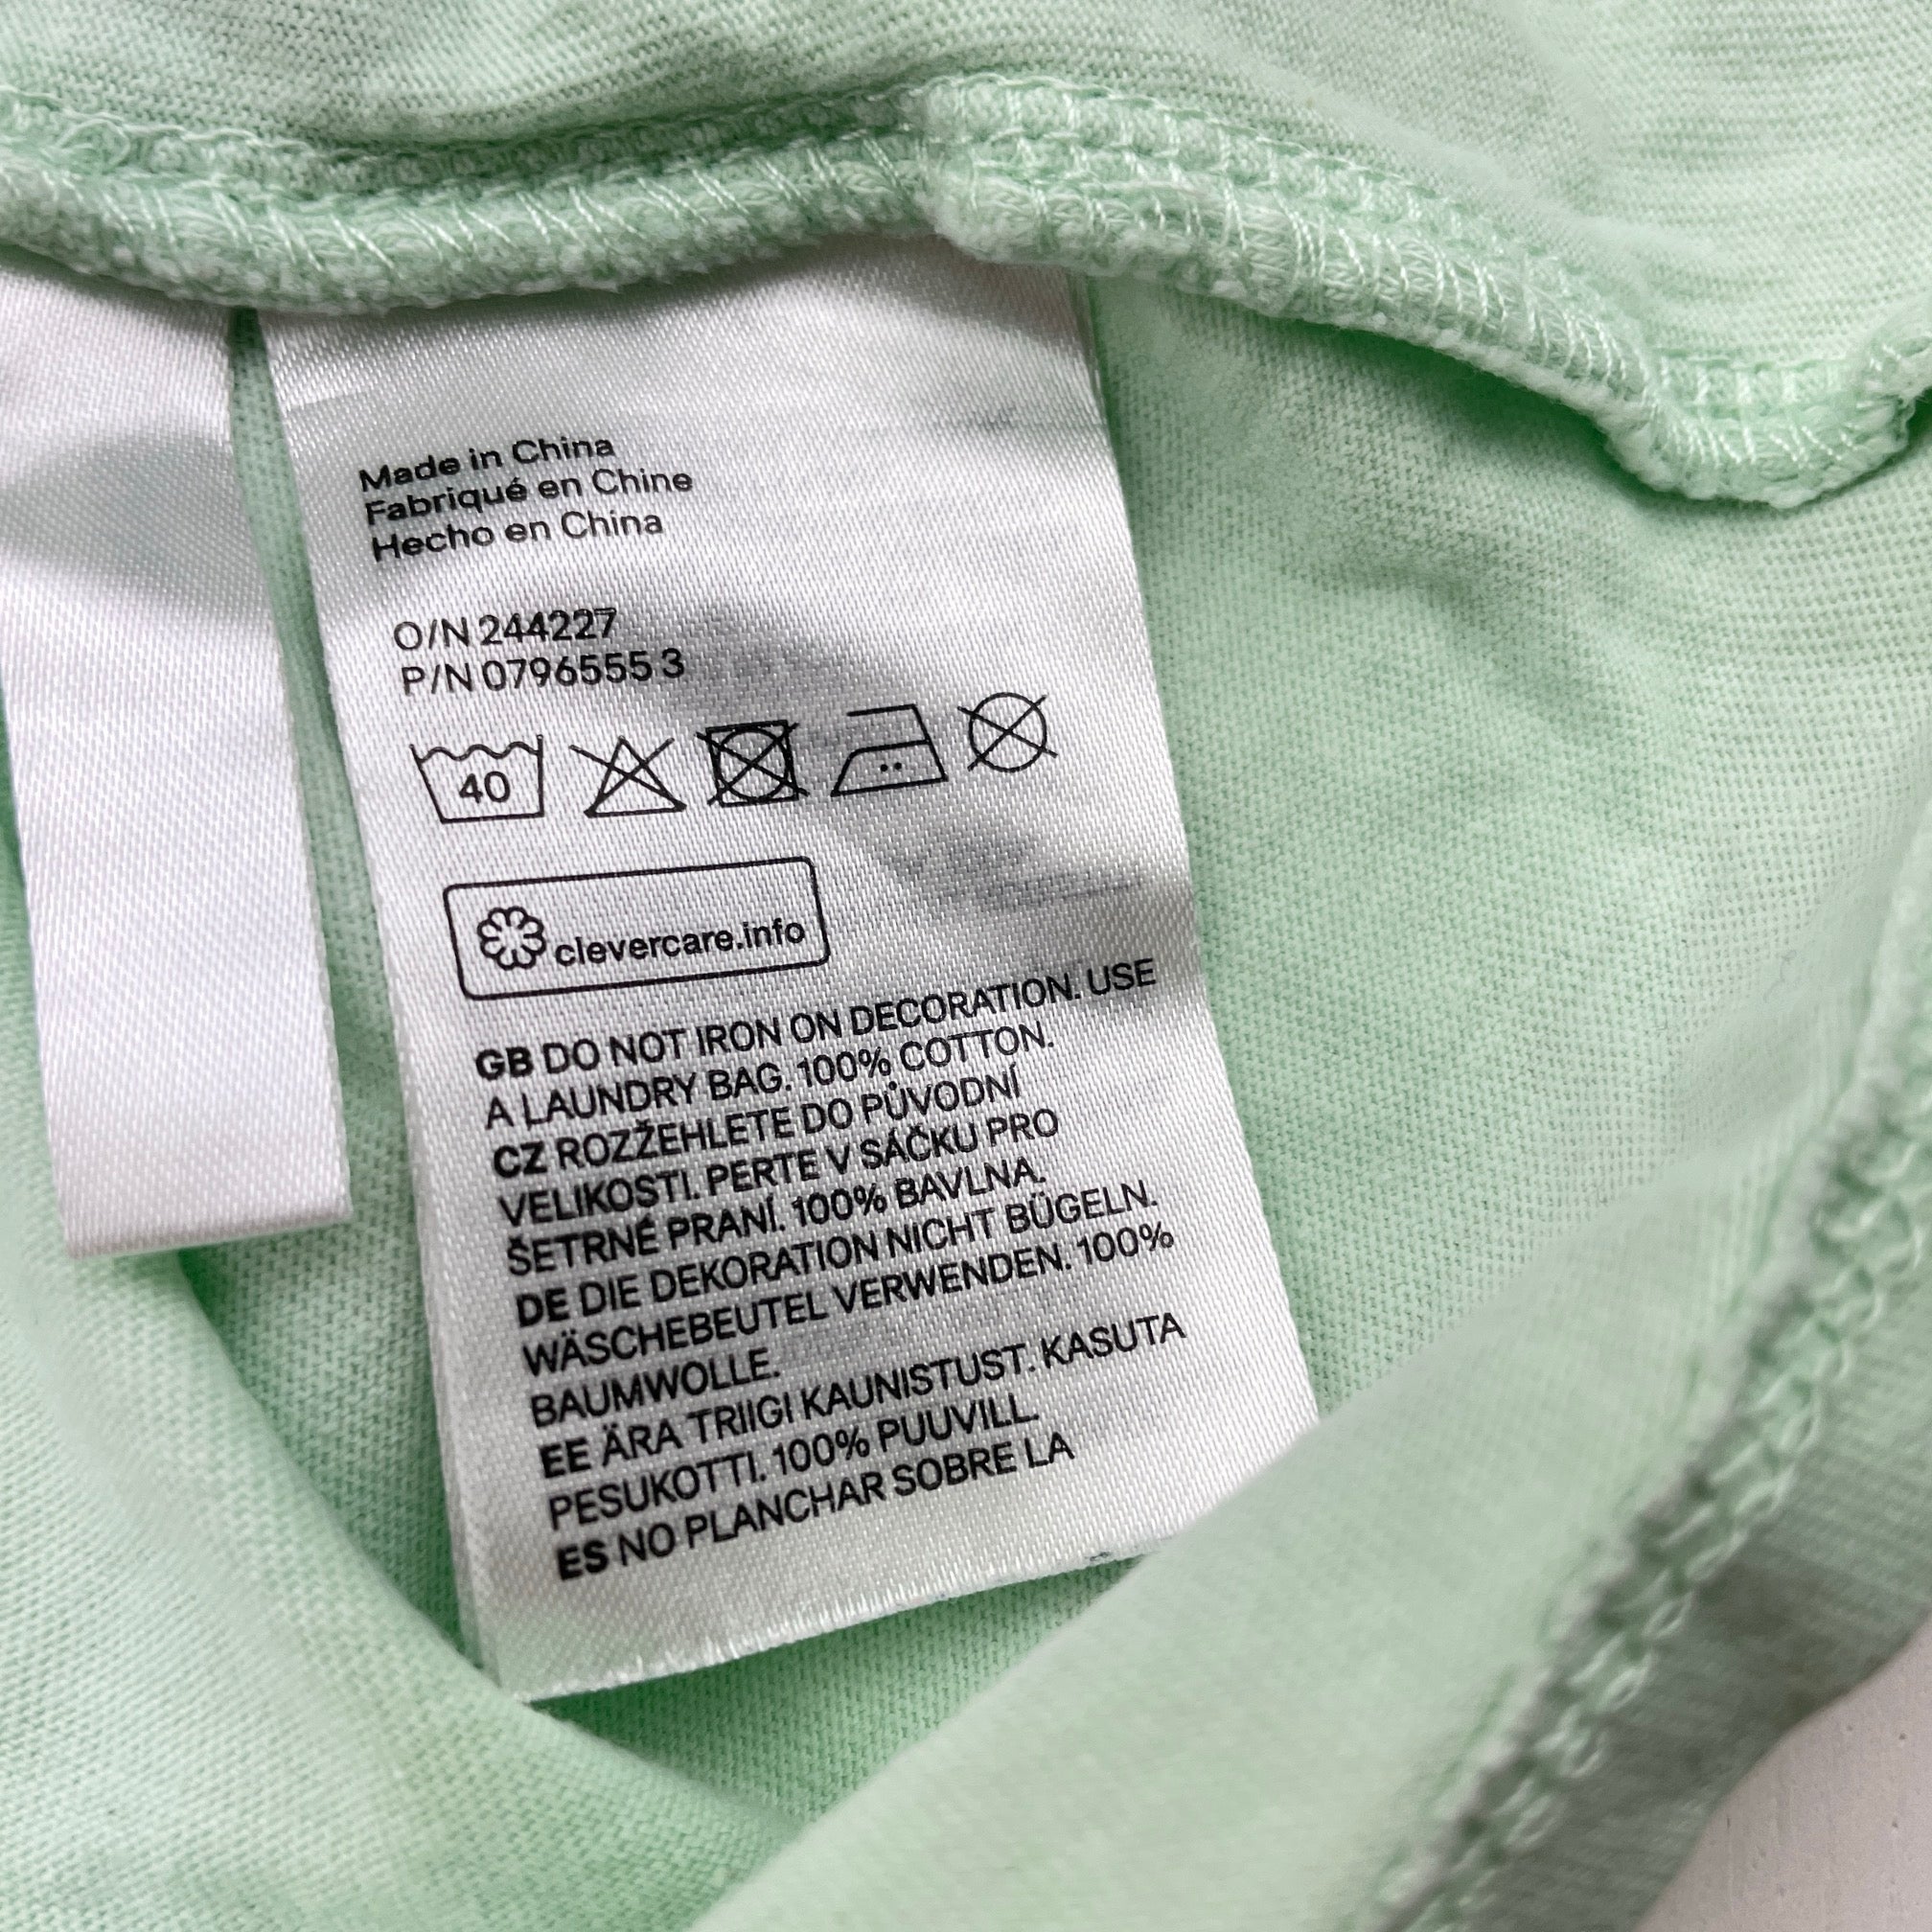 Made in China
Fabriqué en Chine
Hecho en China
O/N 244227
P/N 0796555 3
40
clevercare.info
GB DO NOT IRON ON DECORATION. USE
A LAUNDRY BAG. 100% COTTON.
CZ ROZŽEHLETE DO PŮVODNÍ
VELIKOSTI. PERTE V SÁČKU PRO
ŠETRNÉ PRANÍ. 100% BAVLNA.
DE DIE DEKORATION NICHT BÜGELN.
WÄSCHEBEUTEL VERWENDEN. 100%
BAUMWOLLE.
EE ÄRA TRIIGI KAUNISTUST. KASUTA
PESUKOTTI. 100% PUUVILL.
ES NO PLANCHAR SOBRE LA